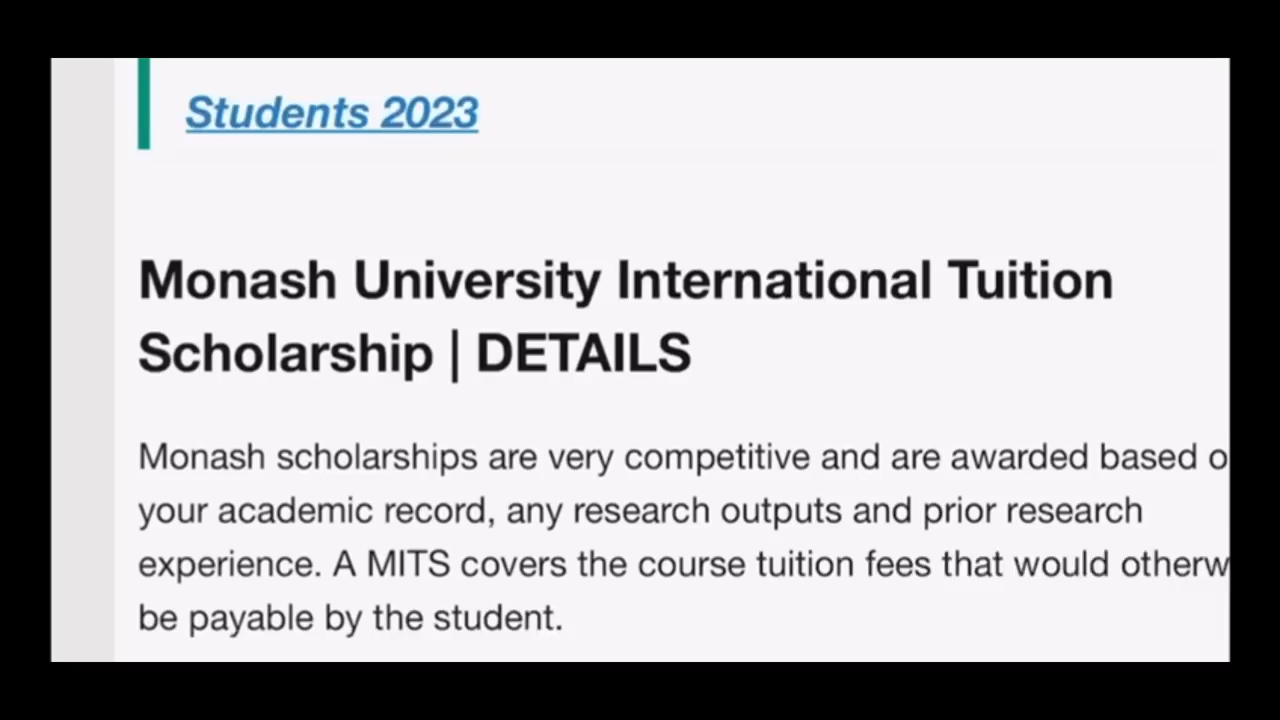 Students 2023
Monash University International Tuition
Scholarship | DETAILS
Monash scholarships are very competitive and are awarded based
your academic record, any research outputs and prior research
experience. A MITS covers the course tuition fees that would
be payable by the student.